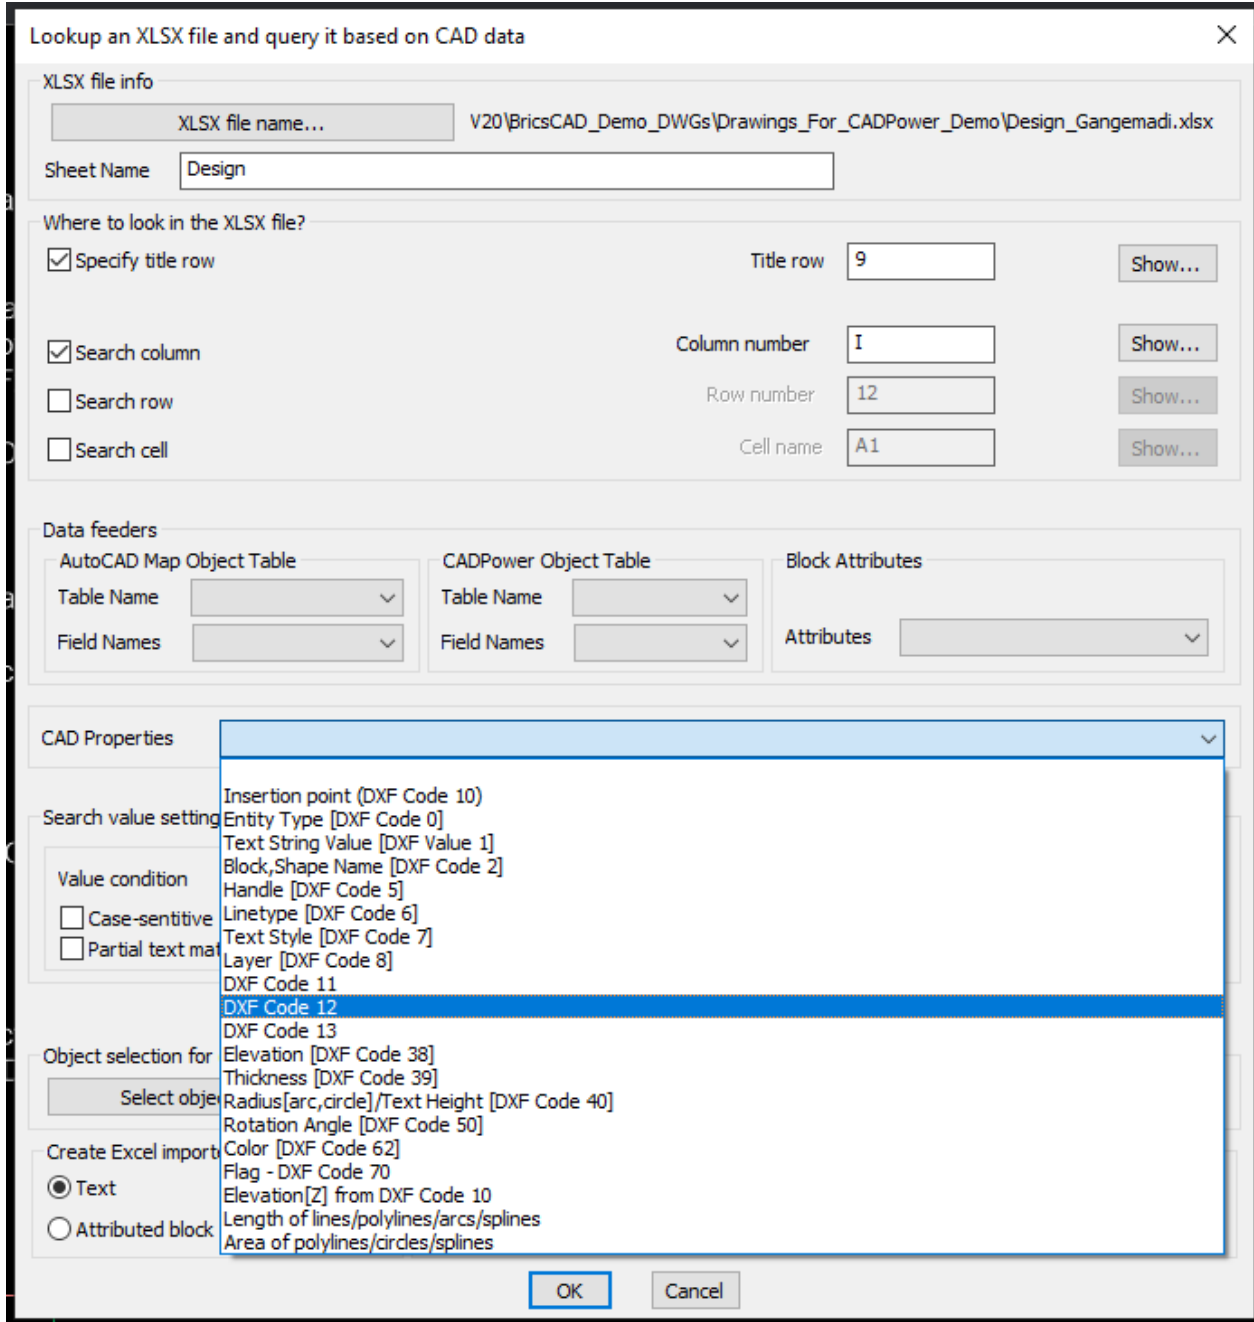 Lookup an XLSX file and query it based on CAD data
XLSX file info
XLSX file name... V20\BricsCAD_Demo_DWGs\Drawings_For_CADPower_Demo\Design_Gangemadi.xlsx
Sheet Name Design
Where to look in the XLSX file?
Specify title row Title row 9 Show...
Search column Column number I Show...
Search row Row number 12 Show...
Search cell Cell name A1 Show...
Data feeders
AutoCAD Map Object Table CADPower Object Table Block Attributes
Table Name Table Name
Field Names Field Names Attributes
CAD Properties
Insertion point (DXF Code 10)
Search value setting Entity Type [DXF Code 0]
Text String Value [DXF Value 1]
Block,Shape Name [DXF Code 2]
Value condition Handle [DXF Code 5]
Case-sentitive Linetype [DXF Code 6]
Partial text mat Text Style [DXF Code 7]
Layer [DXF Code 8]
DXF Code 11
DXF Code 12
DXF Code 13
Object selection for Elevation [DXF Code 38]
Thickness [DXF Code 39]
Select obje Radius[arc,circle]/Text Height [DXF Code 40]
Rotation Angle [DXF Code 50]
Create Excel importe Color [DXF Code 62]
Text Flag - DXF Code 70
Elevation[Z] from DXF Code 10
Attributed block Length of lines/polylines/arcs/splines
Area of polylines/circles/splines
OK Cancel